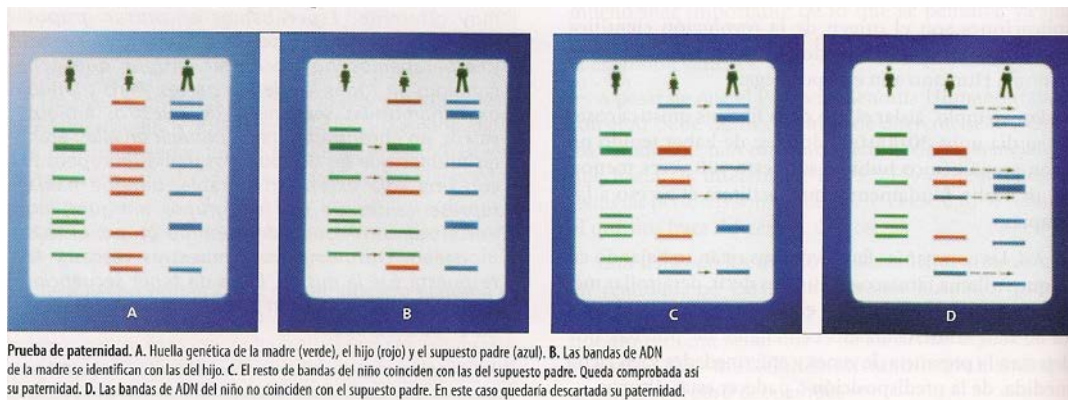 A
B
C
D
Prueba de paternidad. A. Huella genética de la madre (verde), el hijo (rojo) y el supuesto padre (azul). B. Las bandas de ADN
de la madre se identifican con las del hijo. C. El resto de bandas del niño coinciden con las del supuesto padre. Queda comprobada así
su paternidad. D. Las bandas de ADN del niño no coinciden con el supuesto padre. En este caso quedaría descartada su paternidad.